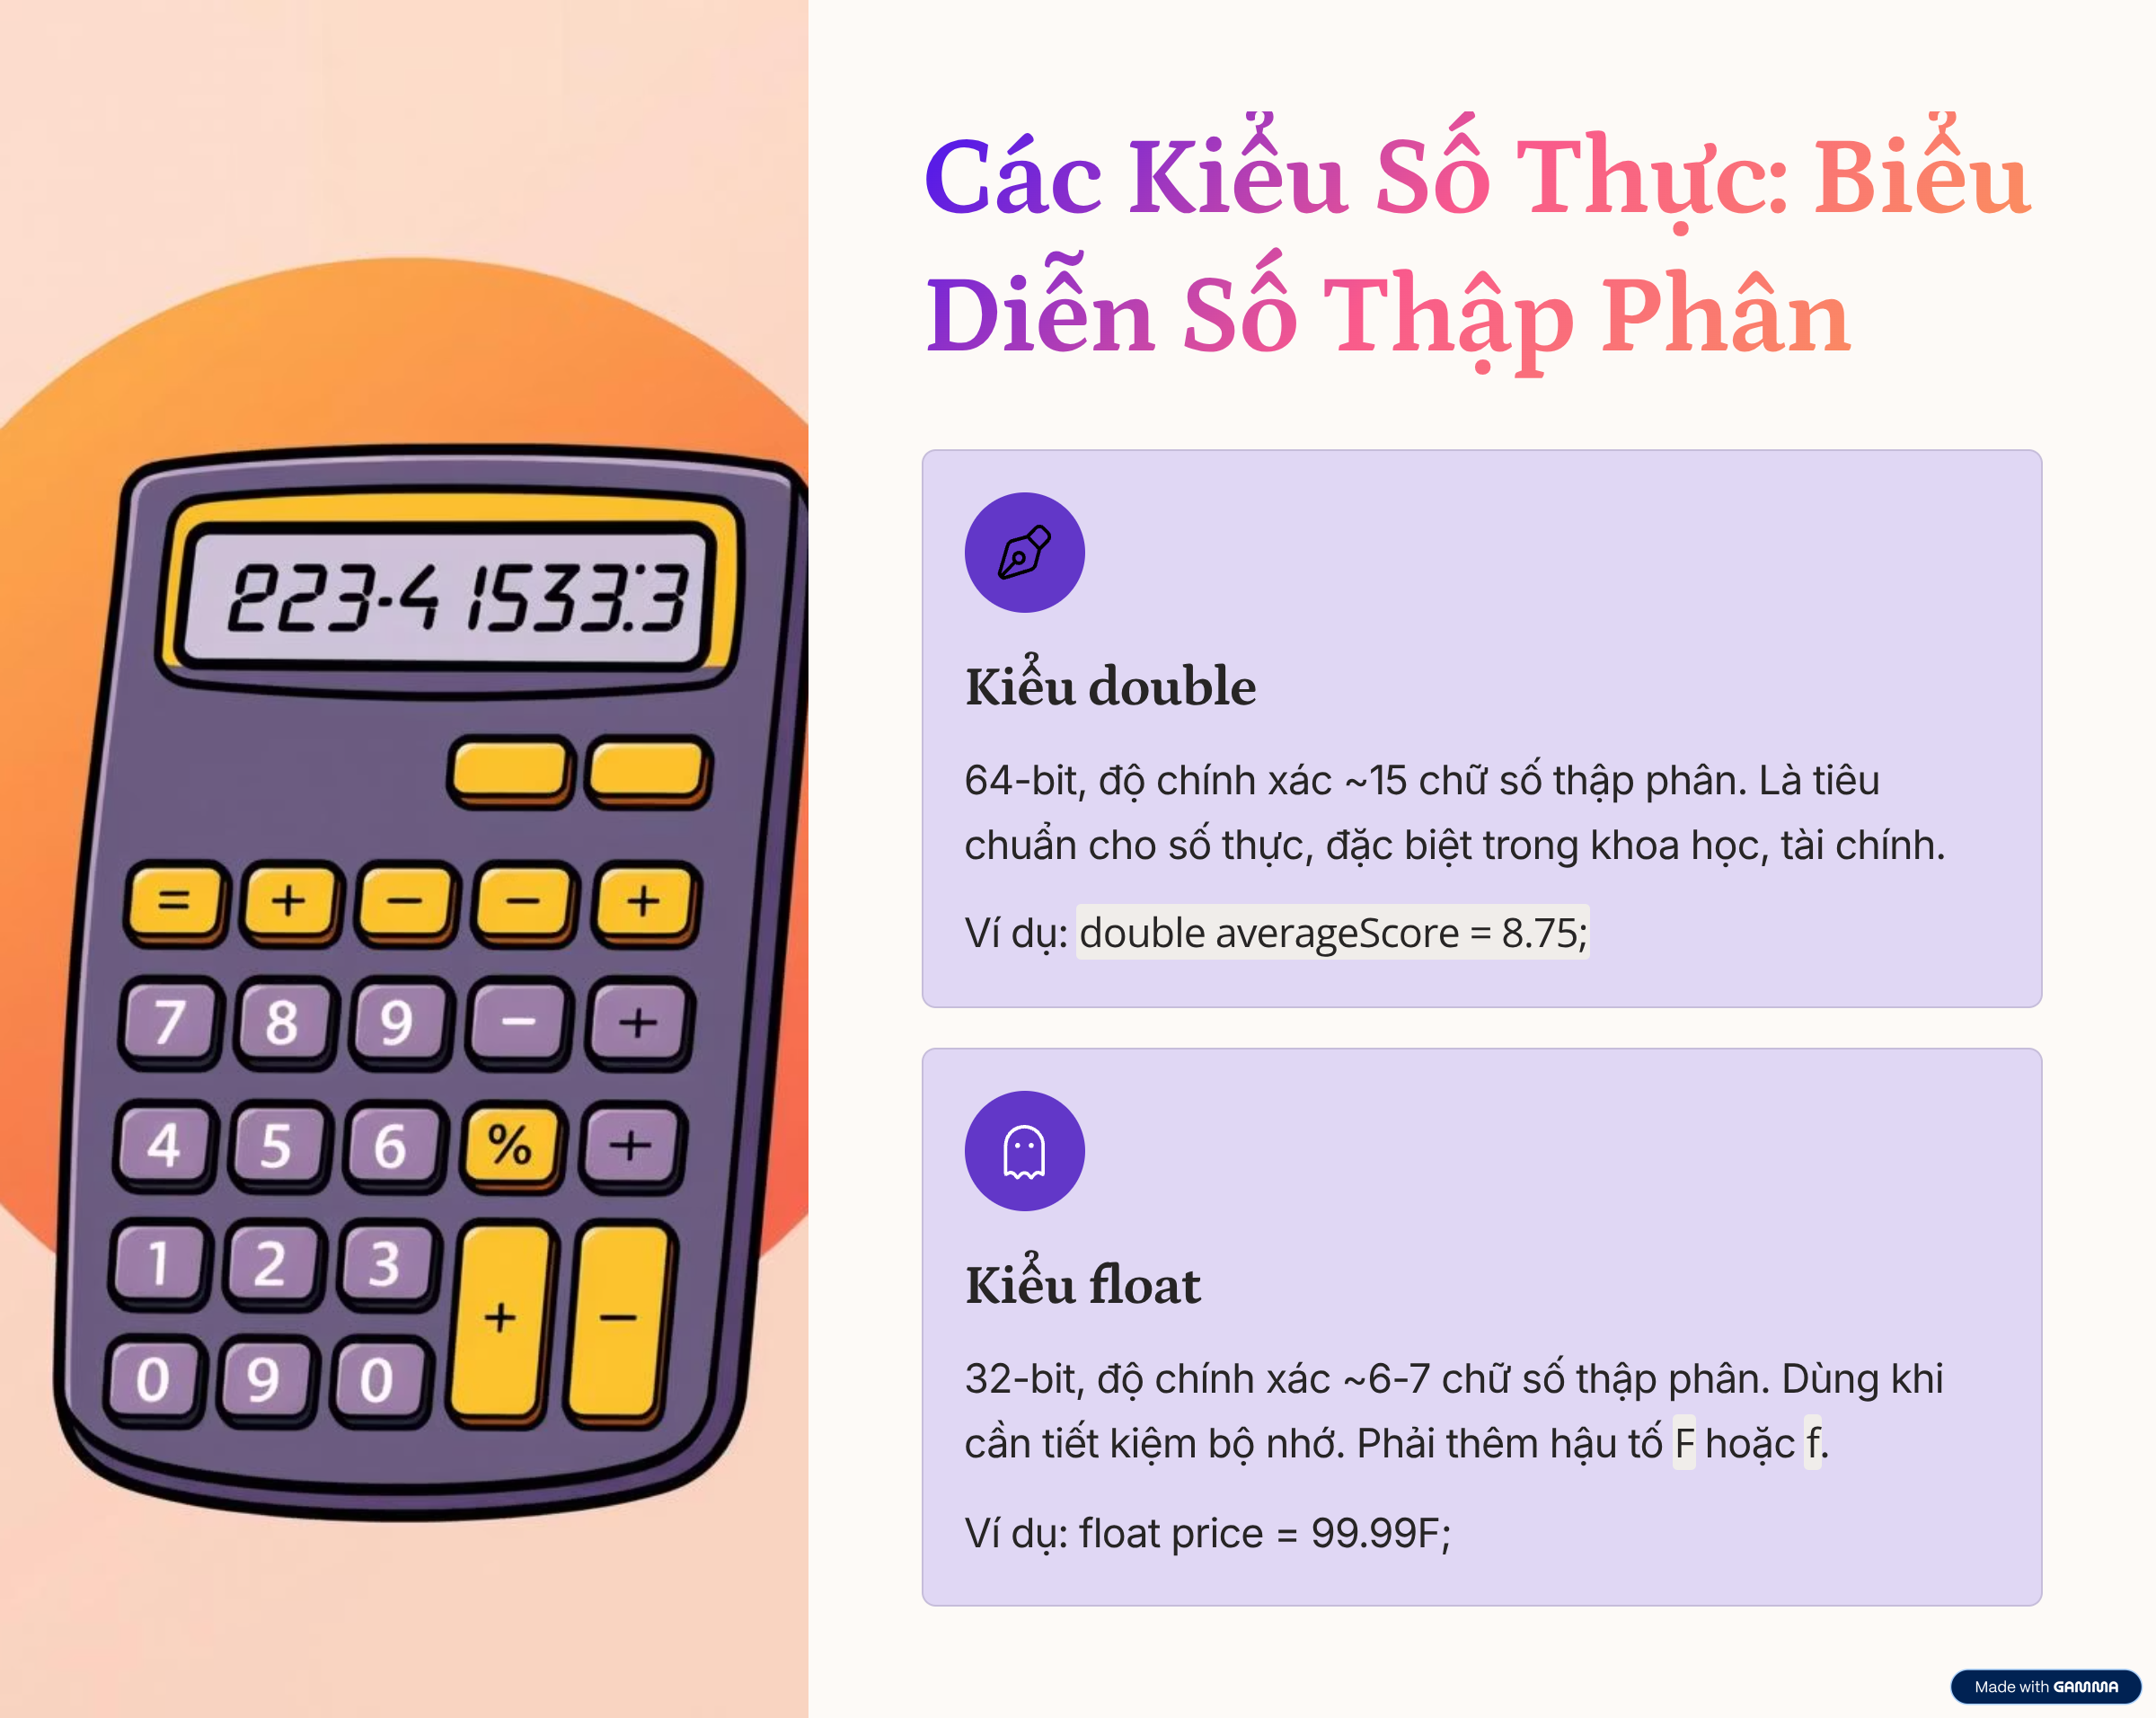 223-41533:3
= + − − +
7 8 9 − +
4 5 6 % +
1 2 3
+ −
0 9 0
Các Kiểu Số Thực: Biểu
Diễn Số Thập Phân
Kiểu double
64-bit, độ chính xác ~15 chữ số thập phân. Là tiêu
chuẩn cho số thực, đặc biệt trong khoa học, tài chính.
Ví dụ: double averageScore = 8.75;
Kiểu float
32-bit, độ chính xác ~6-7 chữ số thập phân. Dùng khi
cần tiết kiệm bộ nhớ. Phải thêm hậu tố F hoặc f.
Ví dụ: float price = 99.99F;
Made with GAMMA